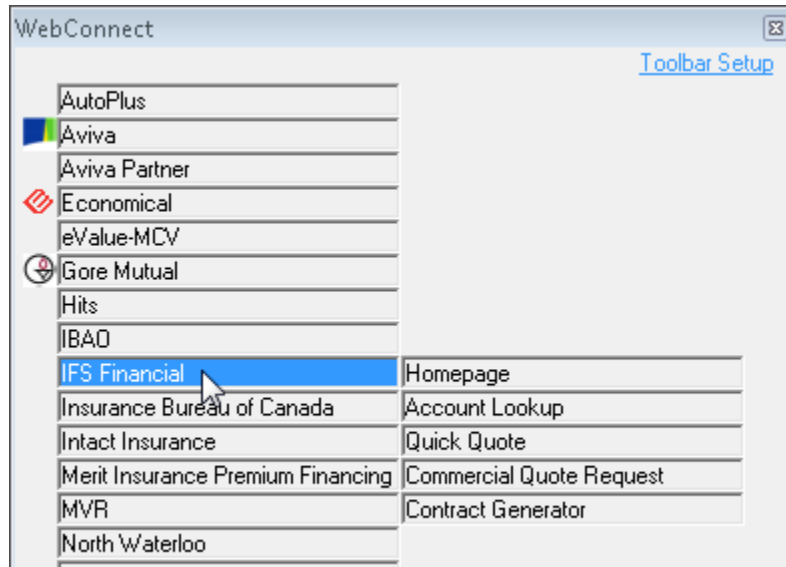 WebConnect
Toolbar Setup
AutoPlus
Aviva
Aviva Partner
Economical
eValue-MCV
Gore Mutual
Hits
IBAO
IFS Financial Homepage
Insurance Bureau of Canada Account Lookup
Intact Insurance Quick Quote
Merit Insurance Premium Financing Commercial Quote Request
MVR Contract Generator
North Waterloo